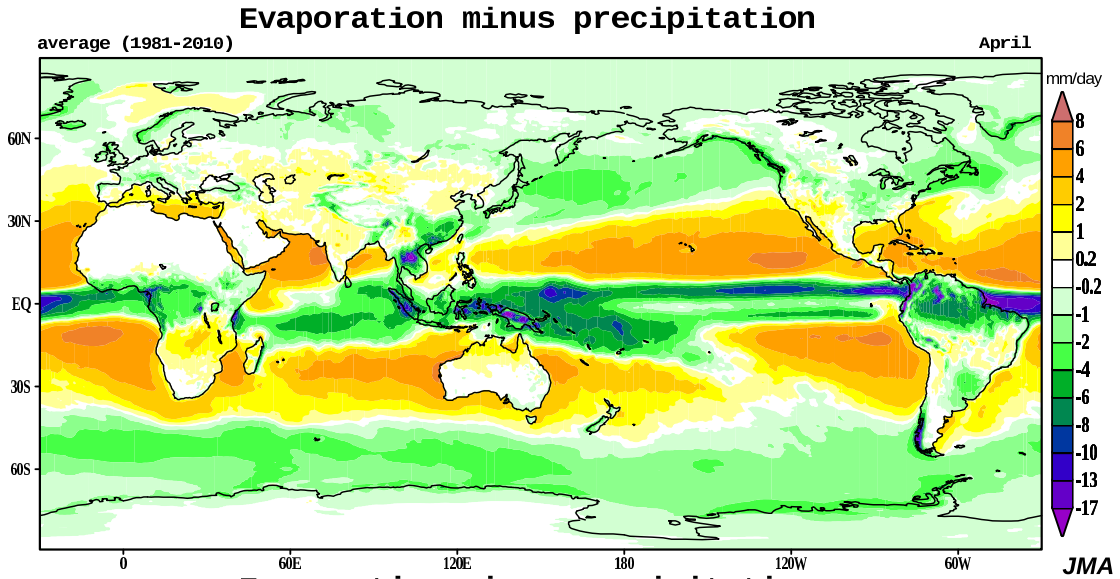 Evaporation minus precipitation
average (1981-2010) April
mm/day
8
6
4
2
1
0.2
-0.2
-1
-2
-4
-6
-8
-10
-13
-17
60N
30N
EQ
30S
60S
0 60E 120E 180 120W 60W
JMA